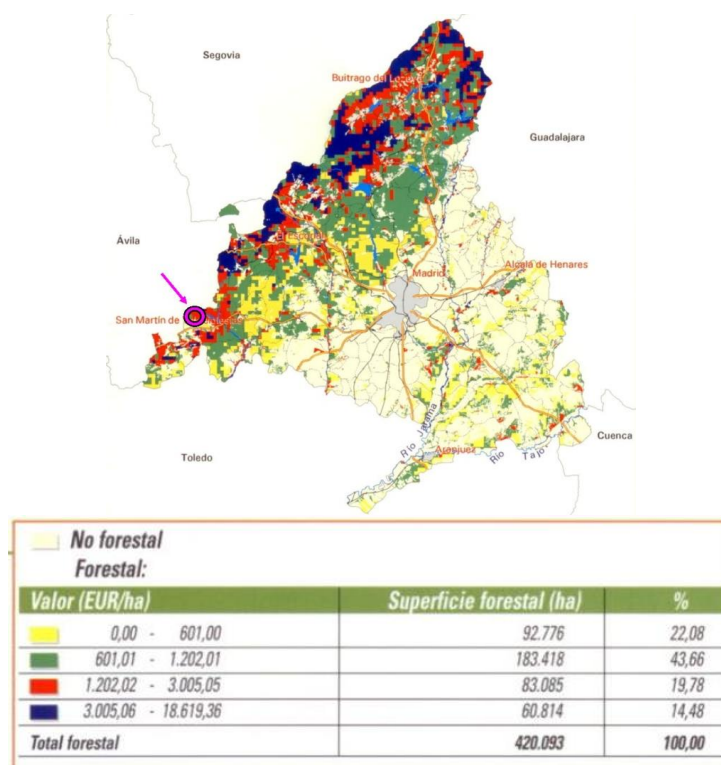 Segovia
Buitrago del Lozoya
Guadalajara
Ávila
El Escorial
Alcalá de Henares
Madrid
San Martín de
Río Jarama
Cuenca
Toledo
Aranjuez
Río Tajo
No forestal
Forestal:
Valor (EUR/ha) Superficie forestal (ha) %
0,00 - 601,00 92.776 22,08
601,01 - 1.202,01 183.418 43,66
1.202,02 - 3.005,05 83.085 19,78
3.005,06 - 18.619,36 60.814 14,48
Total forestal 420.093 100,00